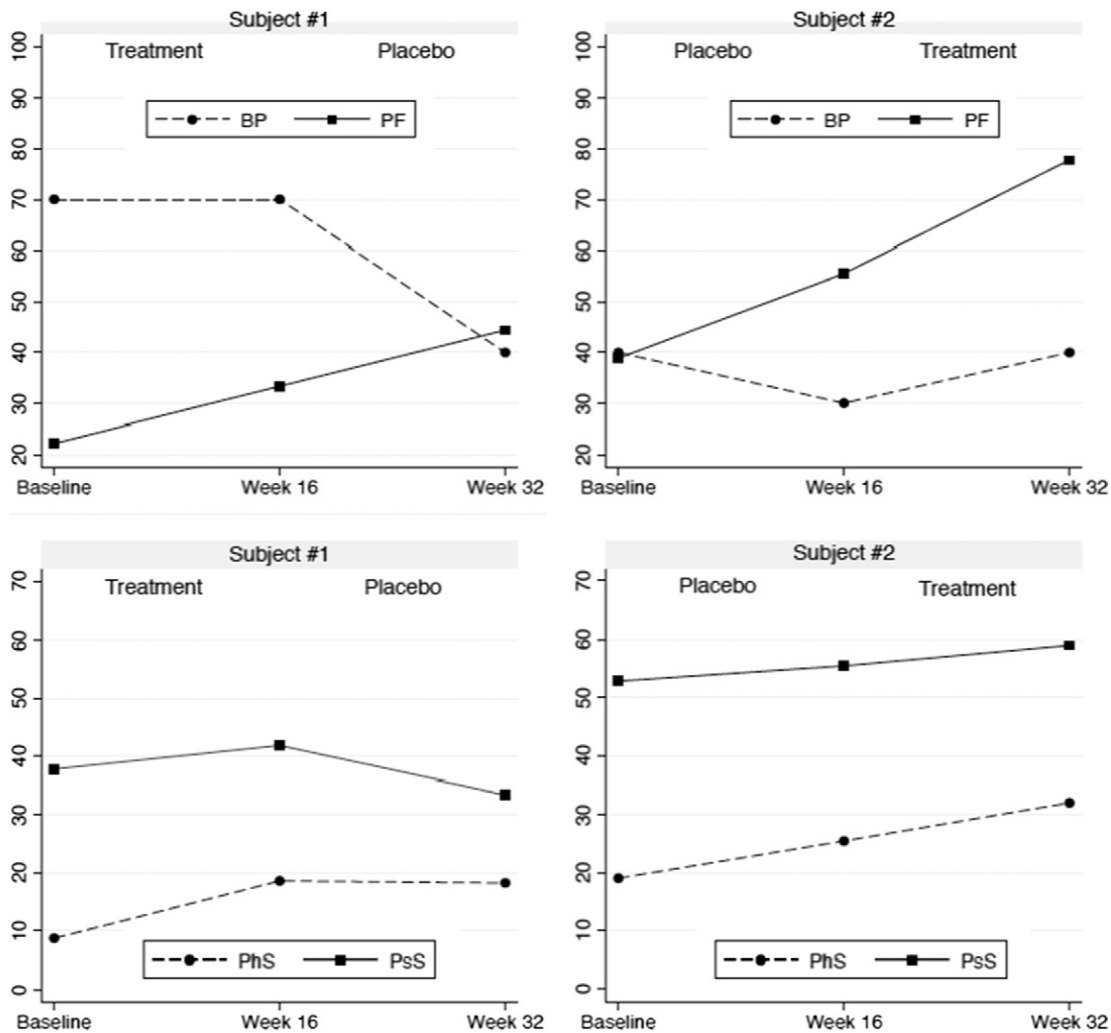 Subject #1
Treatment Placebo
BP PF
100
90
80
70
60
50
40
30
20
Baseline Week 16 Week 32
Subject #2
Placebo Treatment
BP PF
100
90
80
70
60
50
40
30
20
Baseline Week 16 Week 32
Subject #1
Treatment Placebo
70
60
50
40
30
20
10
0
PhS PsS
Baseline Week 16 Week 32
Subject #2
Placebo Treatment
70
60
50
40
30
20
10
0
PhS PsS
Baseline Week 16 Week 32